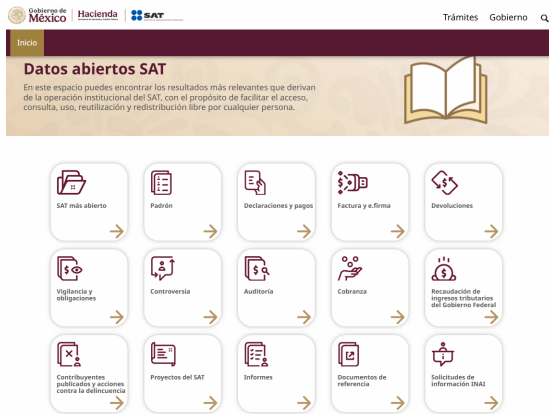 Gobierno de
México
Hacienda
SAT
Trámites
Gobierno
Inicio
Datos abiertos SAT
En este espacio puedes encontrar los resultados más relevantes que derivan
de la operación institucional del SAT, con el propósito de facilitar el acceso,
consulta, uso, reutilización y redistribución libre por cualquier persona.
SAT más abierto
Padrón
Declaraciones y pagos
Factura y e.firma
Devoluciones
Vigilancia y
obligaciones
Controversia
Auditoría
Cobranza
Recaudación de
ingresos tributarios
del Gobierno Federal
Contribuyentes
publicados y acciones
contra la delincuencia
Proyectos del SAT
Informes
Documentos de
referencia
Solicitudes de
información INAI